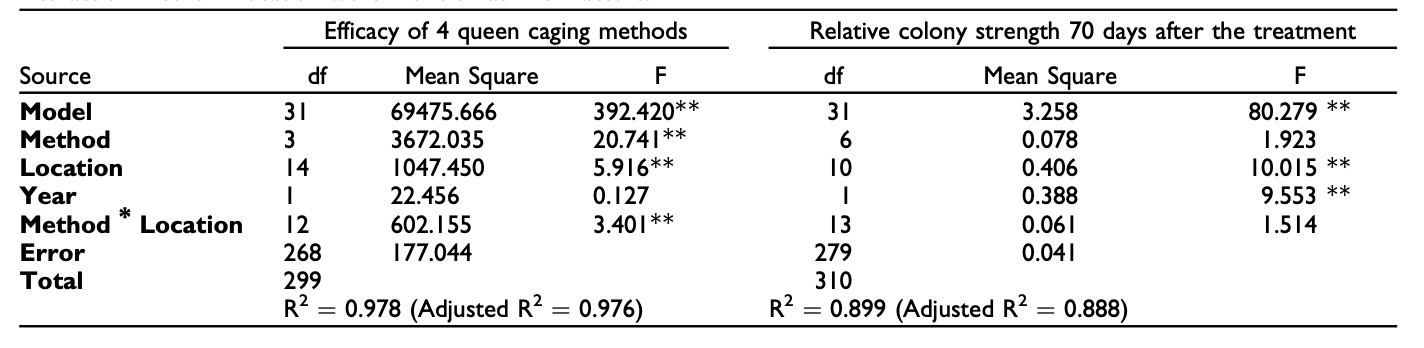 Efficacy of 4 queen caging methods Relative colony strength 70 days after the treatment
Source df Mean Square F df Mean Square F
Model 31 69475.666 392.420** 31 3.258 80.279 **
Method 3 3672.035 20.741** 6 0.078 1.923
Location 14 1047.450 5.916** 10 0.406 10.015 **
Year 1 22.456 0.127 1 0.388 9.553 **
Method * Location 12 602.155 3.401** 13 0.061 1.514
Error 268 177.044 279 0.041
Total 299 310
R² = 0.978 (Adjusted R² = 0.976) R² = 0.899 (Adjusted R² = 0.888)